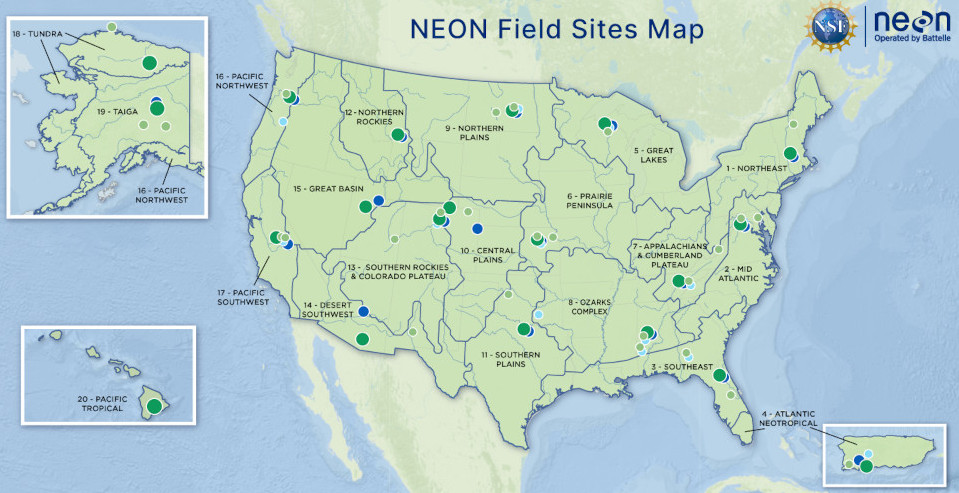 NEON Field Sites Map
NSF
neon
Operated by Battelle
18 - TUNDRA
19 - TAIGA
16 - PACIFIC
NORTHWEST
16 - PACIFIC
NORTHWEST
12 - NORTHERN
ROCKIES
9 - NORTHERN
PLAINS
5 - GREAT
LAKES
1 - NORTHEAST
15 - GREAT BASIN
6 - PRAIRIE
PENINSULA
10 - CENTRAL
PLAINS
7 - APPALACHIANS
& CUMBERLAND
PLATEAU
2 - MID
ATLANTIC
13 - SOUTHERN ROCKIES
& COLORADO PLATEAU
17 - PACIFIC
SOUTHWEST
14 - DESERT
SOUTHWEST
8 - OZARKS
COMPLEX
11 - SOUTHERN
PLAINS
3 - SOUTHEAST
20 - PACIFIC
TROPICAL
4 - ATLANTIC
NEOTROPICAL